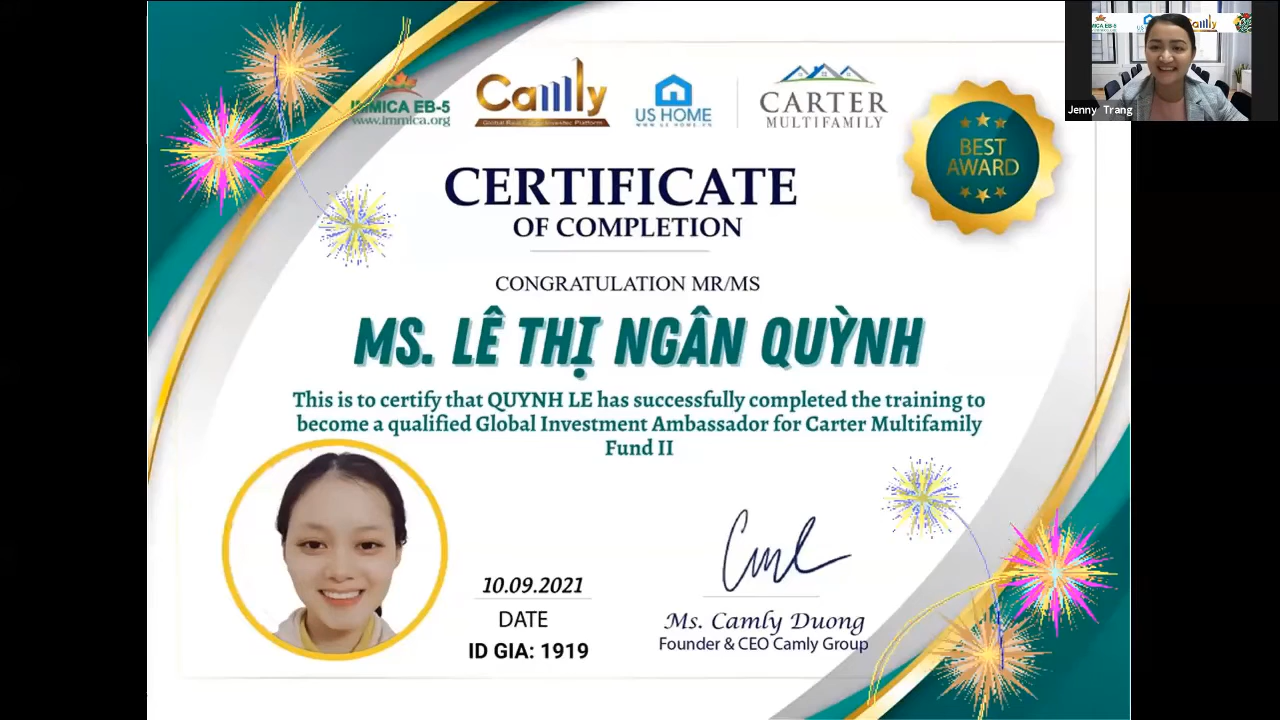 IMMICA EB-5
www.immica.org
Camly
US HOME
CARTER
MULTIFAMILY
Jenny Trang
BEST
AWARD
CERTIFICATE
OF COMPLETION
CONGRATULATION MR/MS
MS. LÊ THỊ NGÂN QUỲNH
This is to certify that QUYNH LE has successfully completed the training to
become a qualified Global Investment Ambassador for Carter Multifamily
Fund II
10.09.2021
DATE
ID GIA: 1919
Ms. Camly Duong
Founder & CEO Camly Group